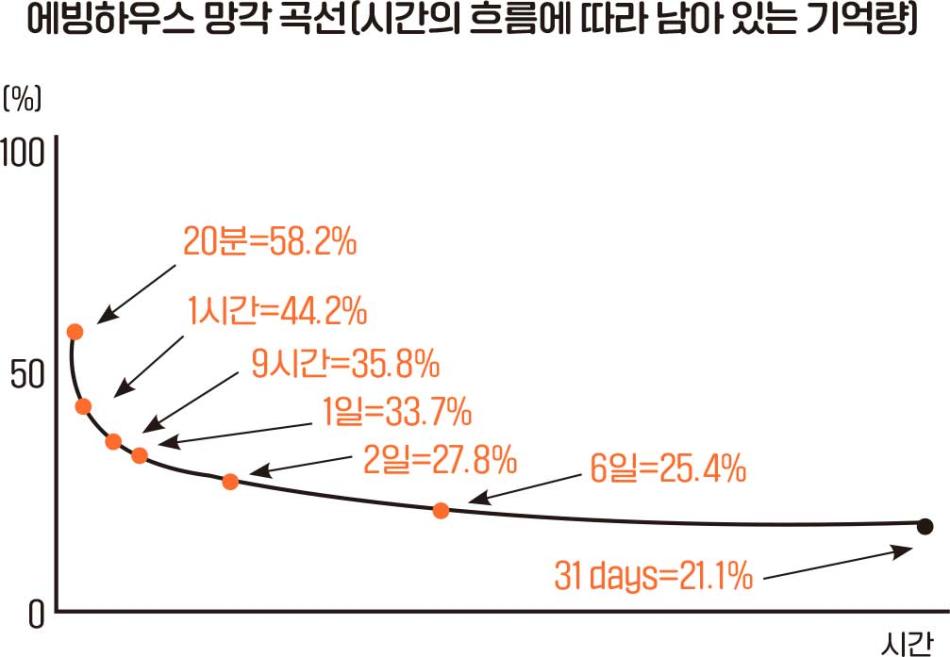 에빙하우스 망각 곡선(시간의 흐름에 따라 남아 있는 기억량)
(%)
100
20분=58.2%
1시간=44.2%
50
9시간=35.8%
1일=33.7%
2일=27.8%
6일=25.4%
31 days=21.1%
0
시간